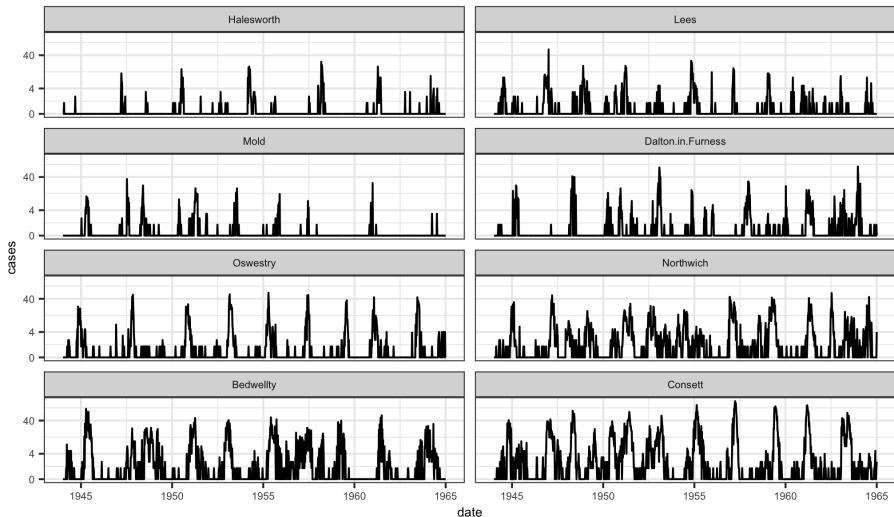 Halesworth
Lees
40
4
0
Mold
Dalton.in.Furness
40
4
0
Oswestry
Northwich
40
4
0
Bedwellty
Consett
40
4
0
cases
1945 1950 1955 1960 1965 1945 1950 1955 1960 1965
date